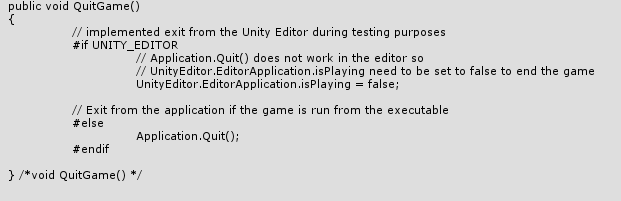 public void QuitGame()
{
// implemented exit from the Unity Editor during testing purposes
#if UNITY_EDITOR
// Application.Quit() does not work in the editor so
// UnityEditor.EditorApplication.isPlaying need to be set to false to end the game
UnityEditor.EditorApplication.isPlaying = false;
// Exit from the application if the game is run from the executable
#else
Application.Quit();
#endif
} /*void QuitGame() */